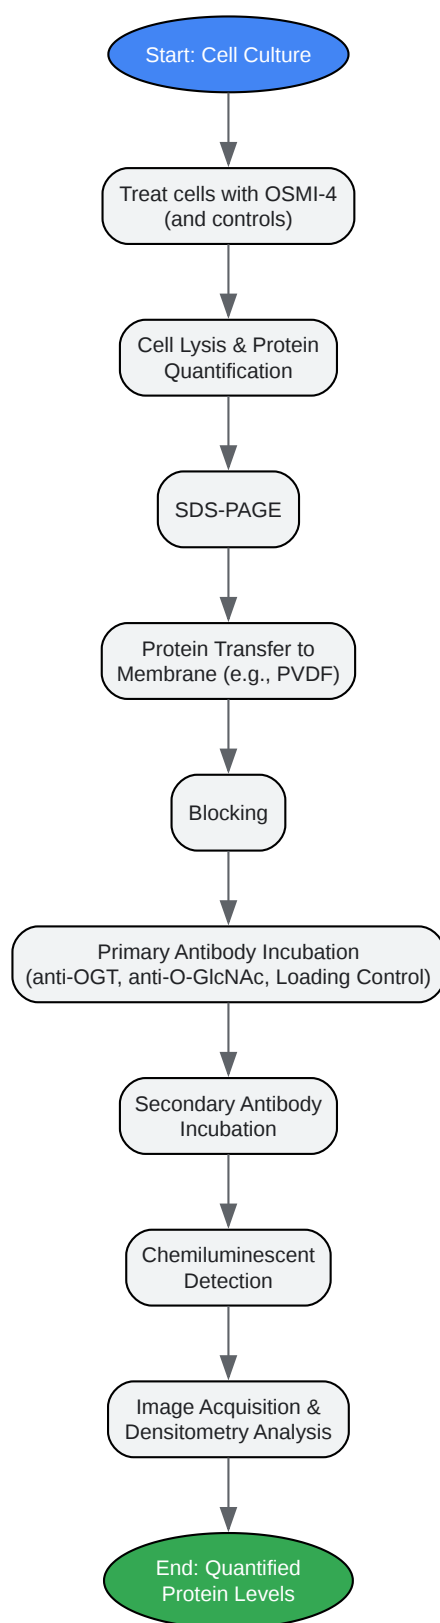 Start: Cell Culture
Treat cells with OSMI-4
(and controls)
Cell Lysis & Protein
Quantification
SDS-PAGE
Protein Transfer to
Membrane (e.g., PVDF)
Blocking
Primary Antibody Incubation
(anti-OGT, anti-O-GlcNAc, Loading Control)
Secondary Antibody
Incubation
Chemiluminescent
Detection
Image Acquisition &
Densitometry Analysis
End: Quantified
Protein Levels